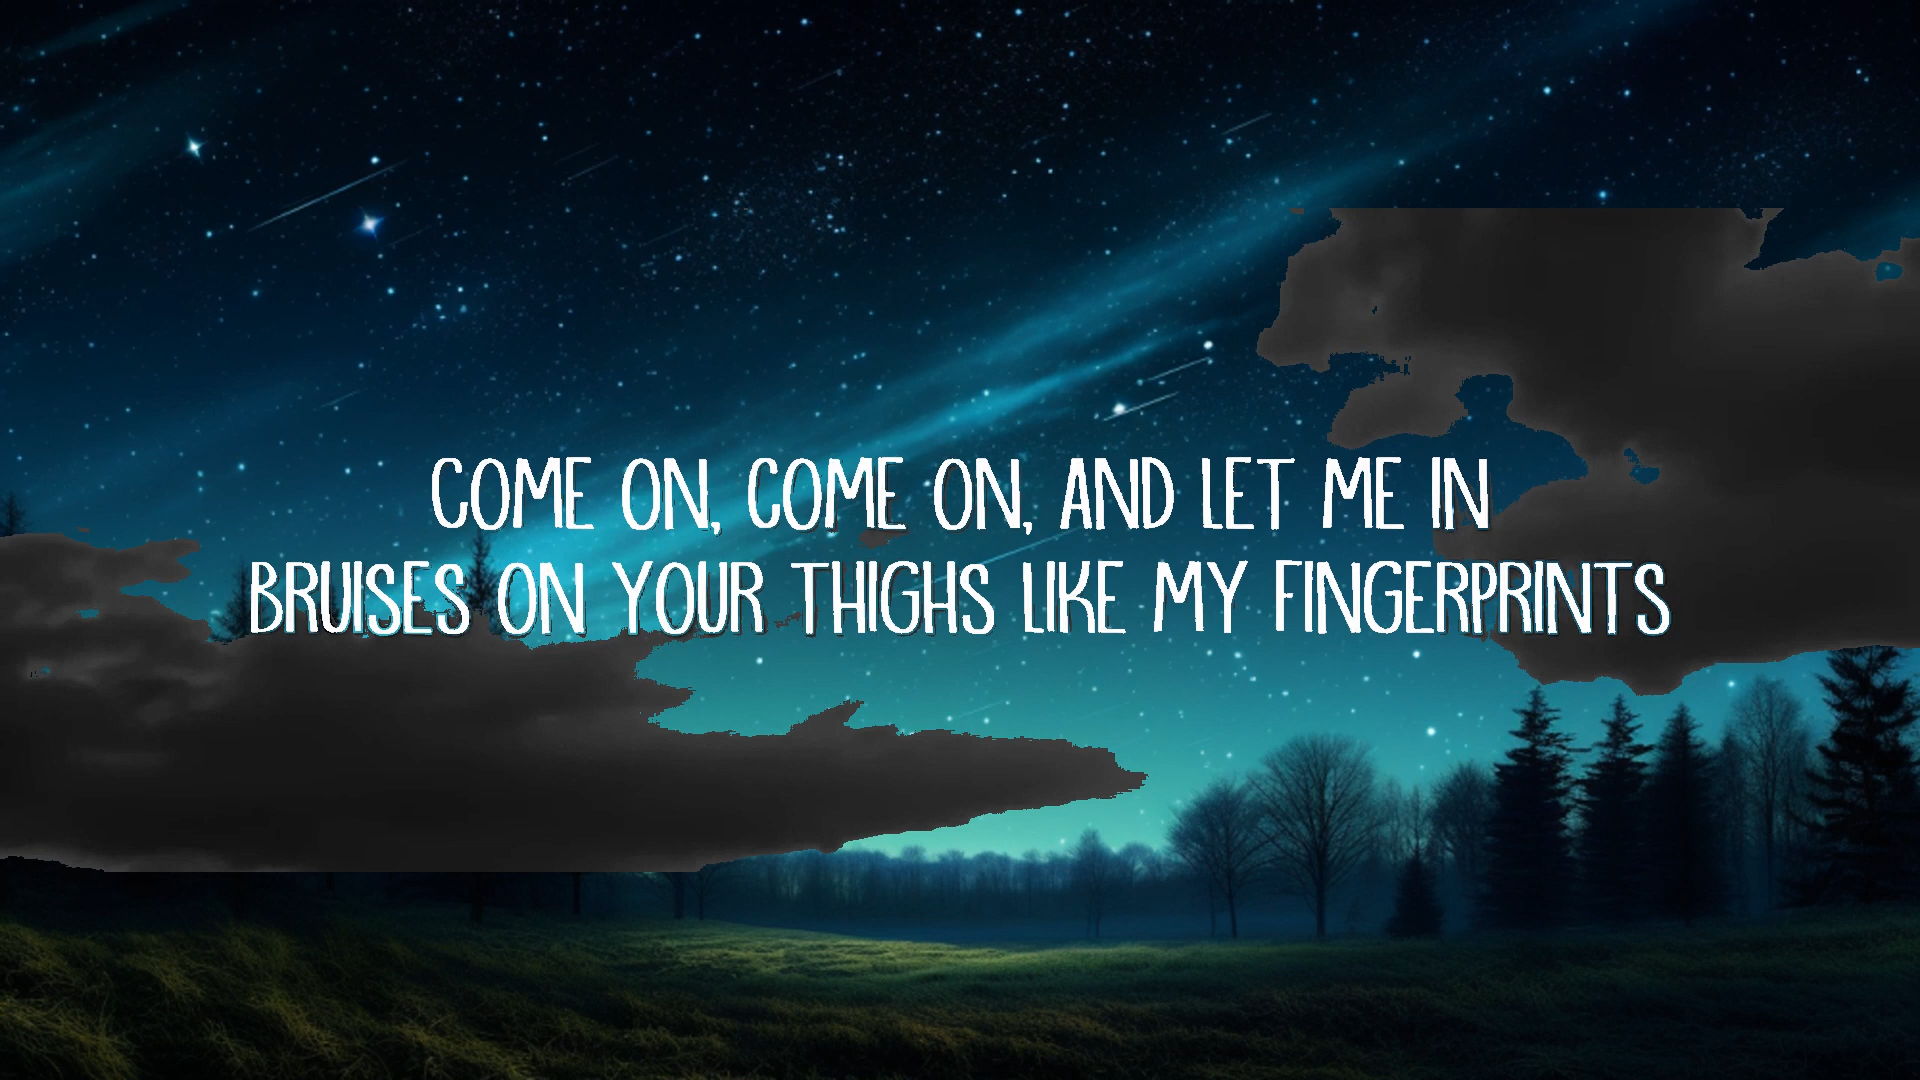 COME ON, COME ON, AND LET ME IN
BRUISES ON YOUR THIGHS LIKE MY FINGERPRINTS